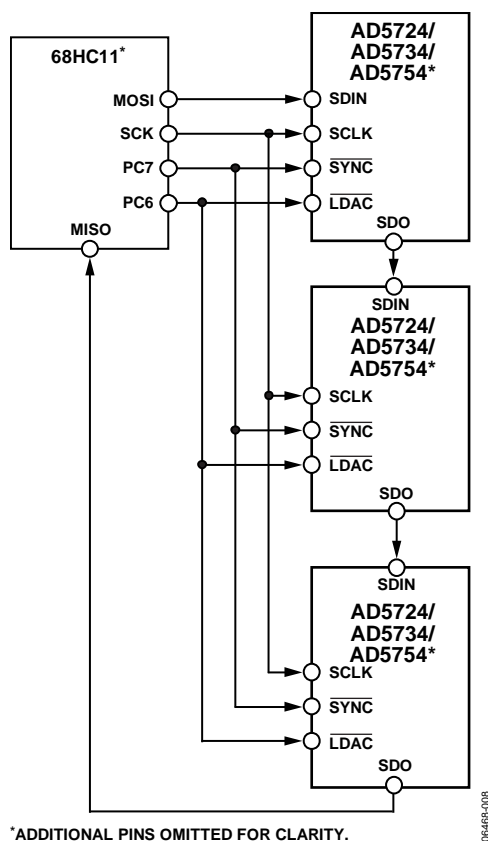 68HC11*
MOSI
SCK
PC7
PC6
MISO
AD5724/
AD5734/
AD5754*
SDIN
SCLK
SYNC
LDAC
SDO
SDIN
AD5724/
AD5734/
AD5754*
SCLK
SYNC
LDAC
SDO
SDIN
AD5724/
AD5734/
AD5754*
SCLK
SYNC
LDAC
SDO
*ADDITIONAL PINS OMITTED FOR CLARITY.
06468-008